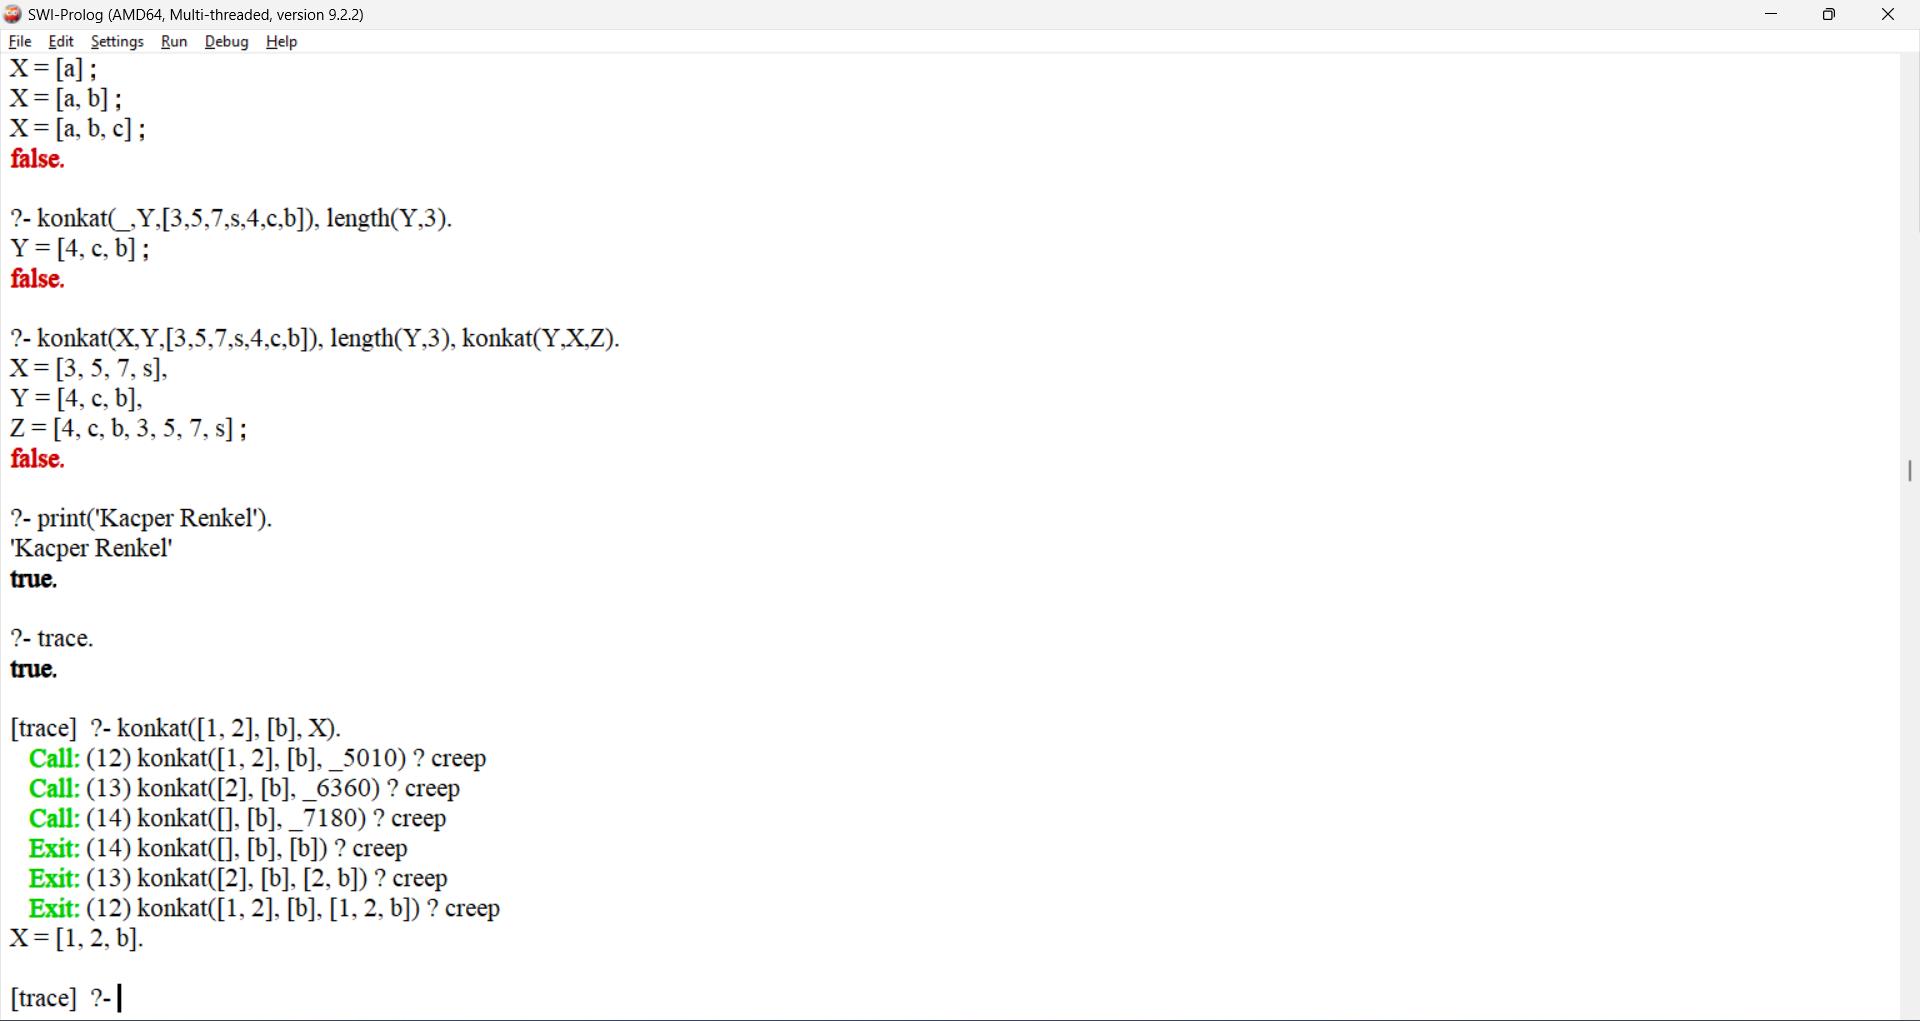 SWI-Prolog (AMD64, Multi-threaded, version 9.2.2)
File Edit Settings Run Debug Help
X = [a] ;
X = [a, b] ;
X = [a, b, c] ;
false.
?- konkat(_,Y,[3,5,7,s,4,c,b]), length(Y,3).
Y = [4, c, b] ;
false.
?- konkat(X,Y,[3,5,7,s,4,c,b]), length(Y,3), konkat(Y,X,Z).
X = [3, 5, 7, s],
Y = [4, c, b],
Z = [4, c, b, 3, 5, 7, s] ;
false.
?- print('Kacper Renkel').
'Kacper Renkel'
true.
?- trace.
true.
[trace]  ?- konkat([1, 2], [b], X).
Call: (12) konkat([1, 2], [b], _5010) ? creep
Call: (13) konkat([2], [b], _6360) ? creep
Call: (14) konkat([], [b], _7180) ? creep
Exit: (14) konkat([], [b], [b]) ? creep
Exit: (13) konkat([2], [b], [2, b]) ? creep
Exit: (12) konkat([1, 2], [b], [1, 2, b]) ? creep
X = [1, 2, b].
[trace]  ?-